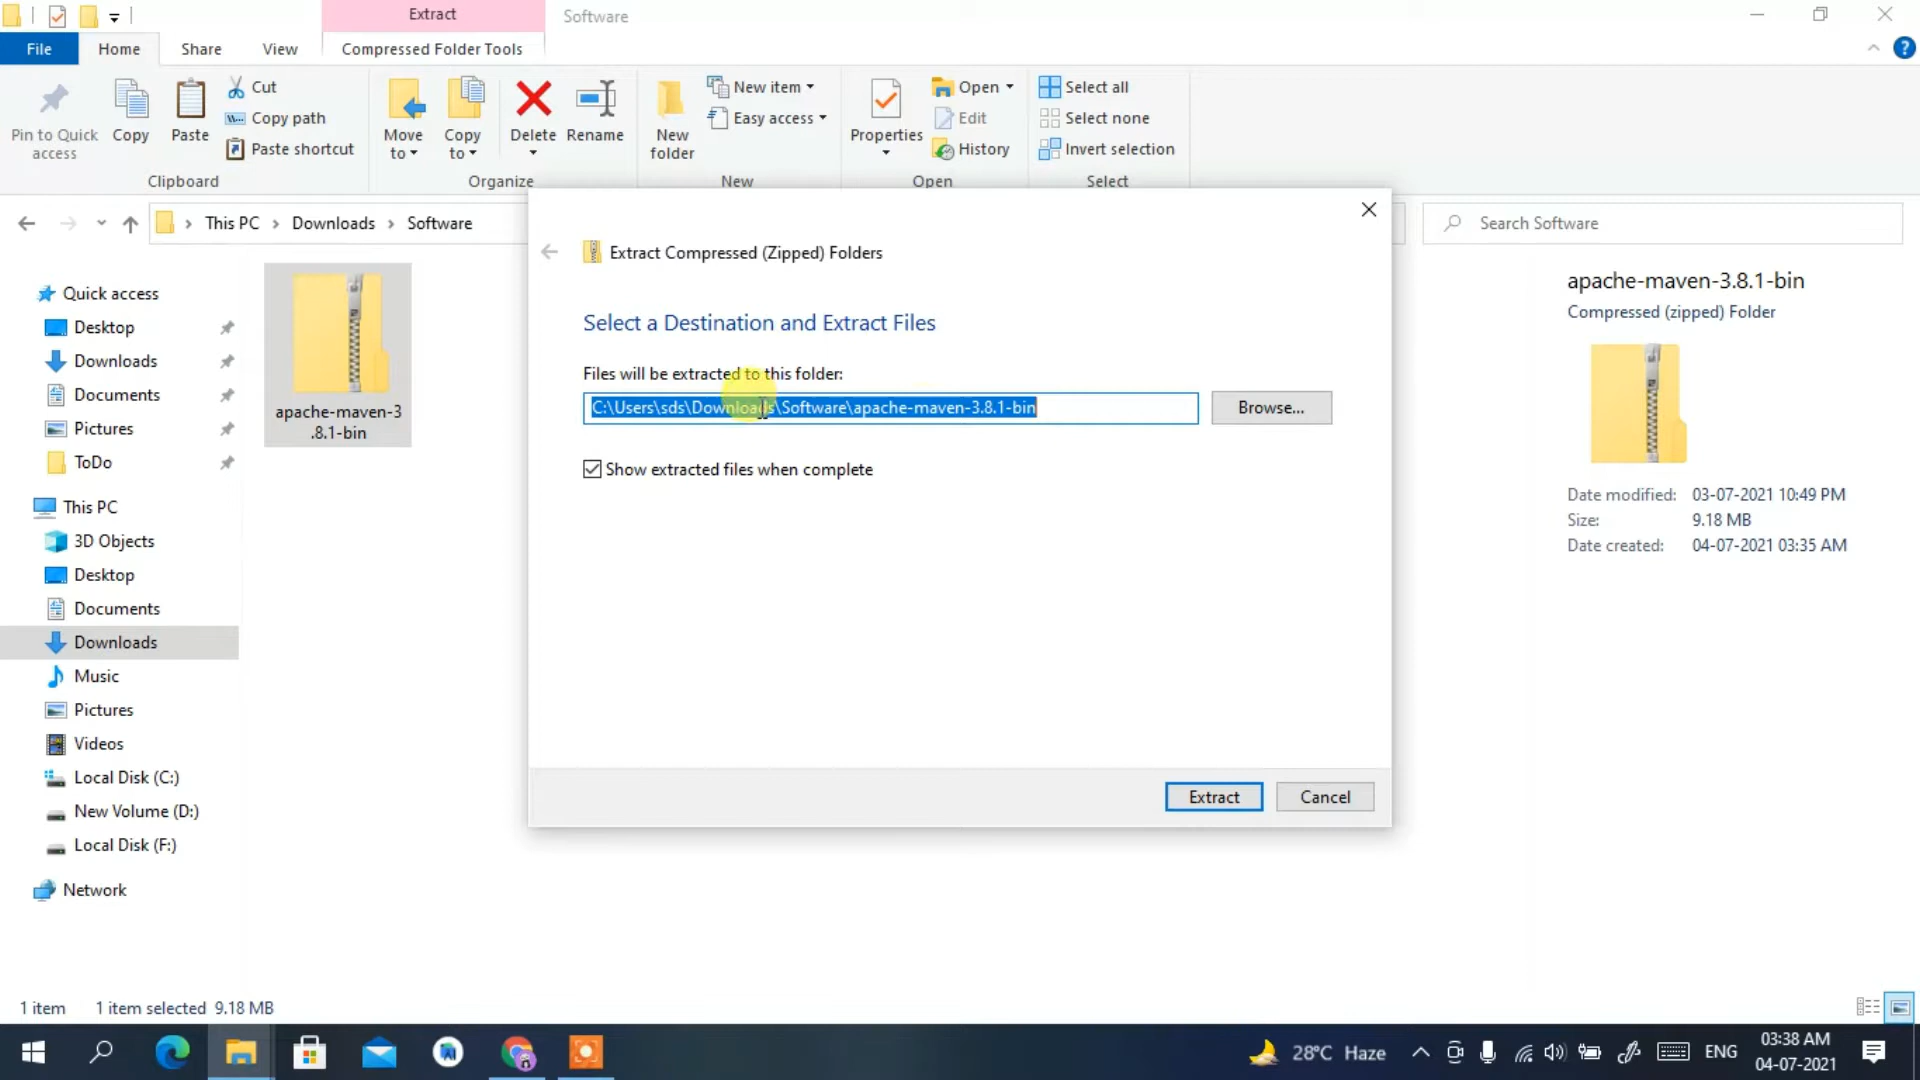 Extract
Software
File
Home
Share
View
Compressed Folder Tools
Pin to Quick
access
Copy
Paste
Cut
Copy path
Paste shortcut
Clipboard
Move
to
Copy
to
Delete
Rename
Organize
New
folder
New item
Easy access
New
Properties
Open
Edit
History
Open
Select all
Select none
Invert selection
Select
This PC
Downloads
Software
Search Software
Quick access
Desktop
Downloads
Documents
Pictures
ToDo
This PC
3D Objects
Desktop
Documents
Downloads
Music
Pictures
Videos
Local Disk (C:)
New Volume (D:)
Local Disk (F:)
Network
apache-maven-3
.8.1-bin
Extract Compressed (Zipped) Folders
Select a Destination and Extract Files
Files will be extracted to this folder:
C:\Users\sds\Downloads\Software\apache-maven-3.8.1-bin
Browse...
Show extracted files when complete
Extract
Cancel
apache-maven-3.8.1-bin
Compressed (zipped) Folder
Date modified: 03-07-2021 10:49 PM
Size: 9.18 MB
Date created: 04-07-2021 03:35 AM
1 item
1 item selected 9.18 MB
28°C Haze
ENG
03:38 AM
04-07-2021